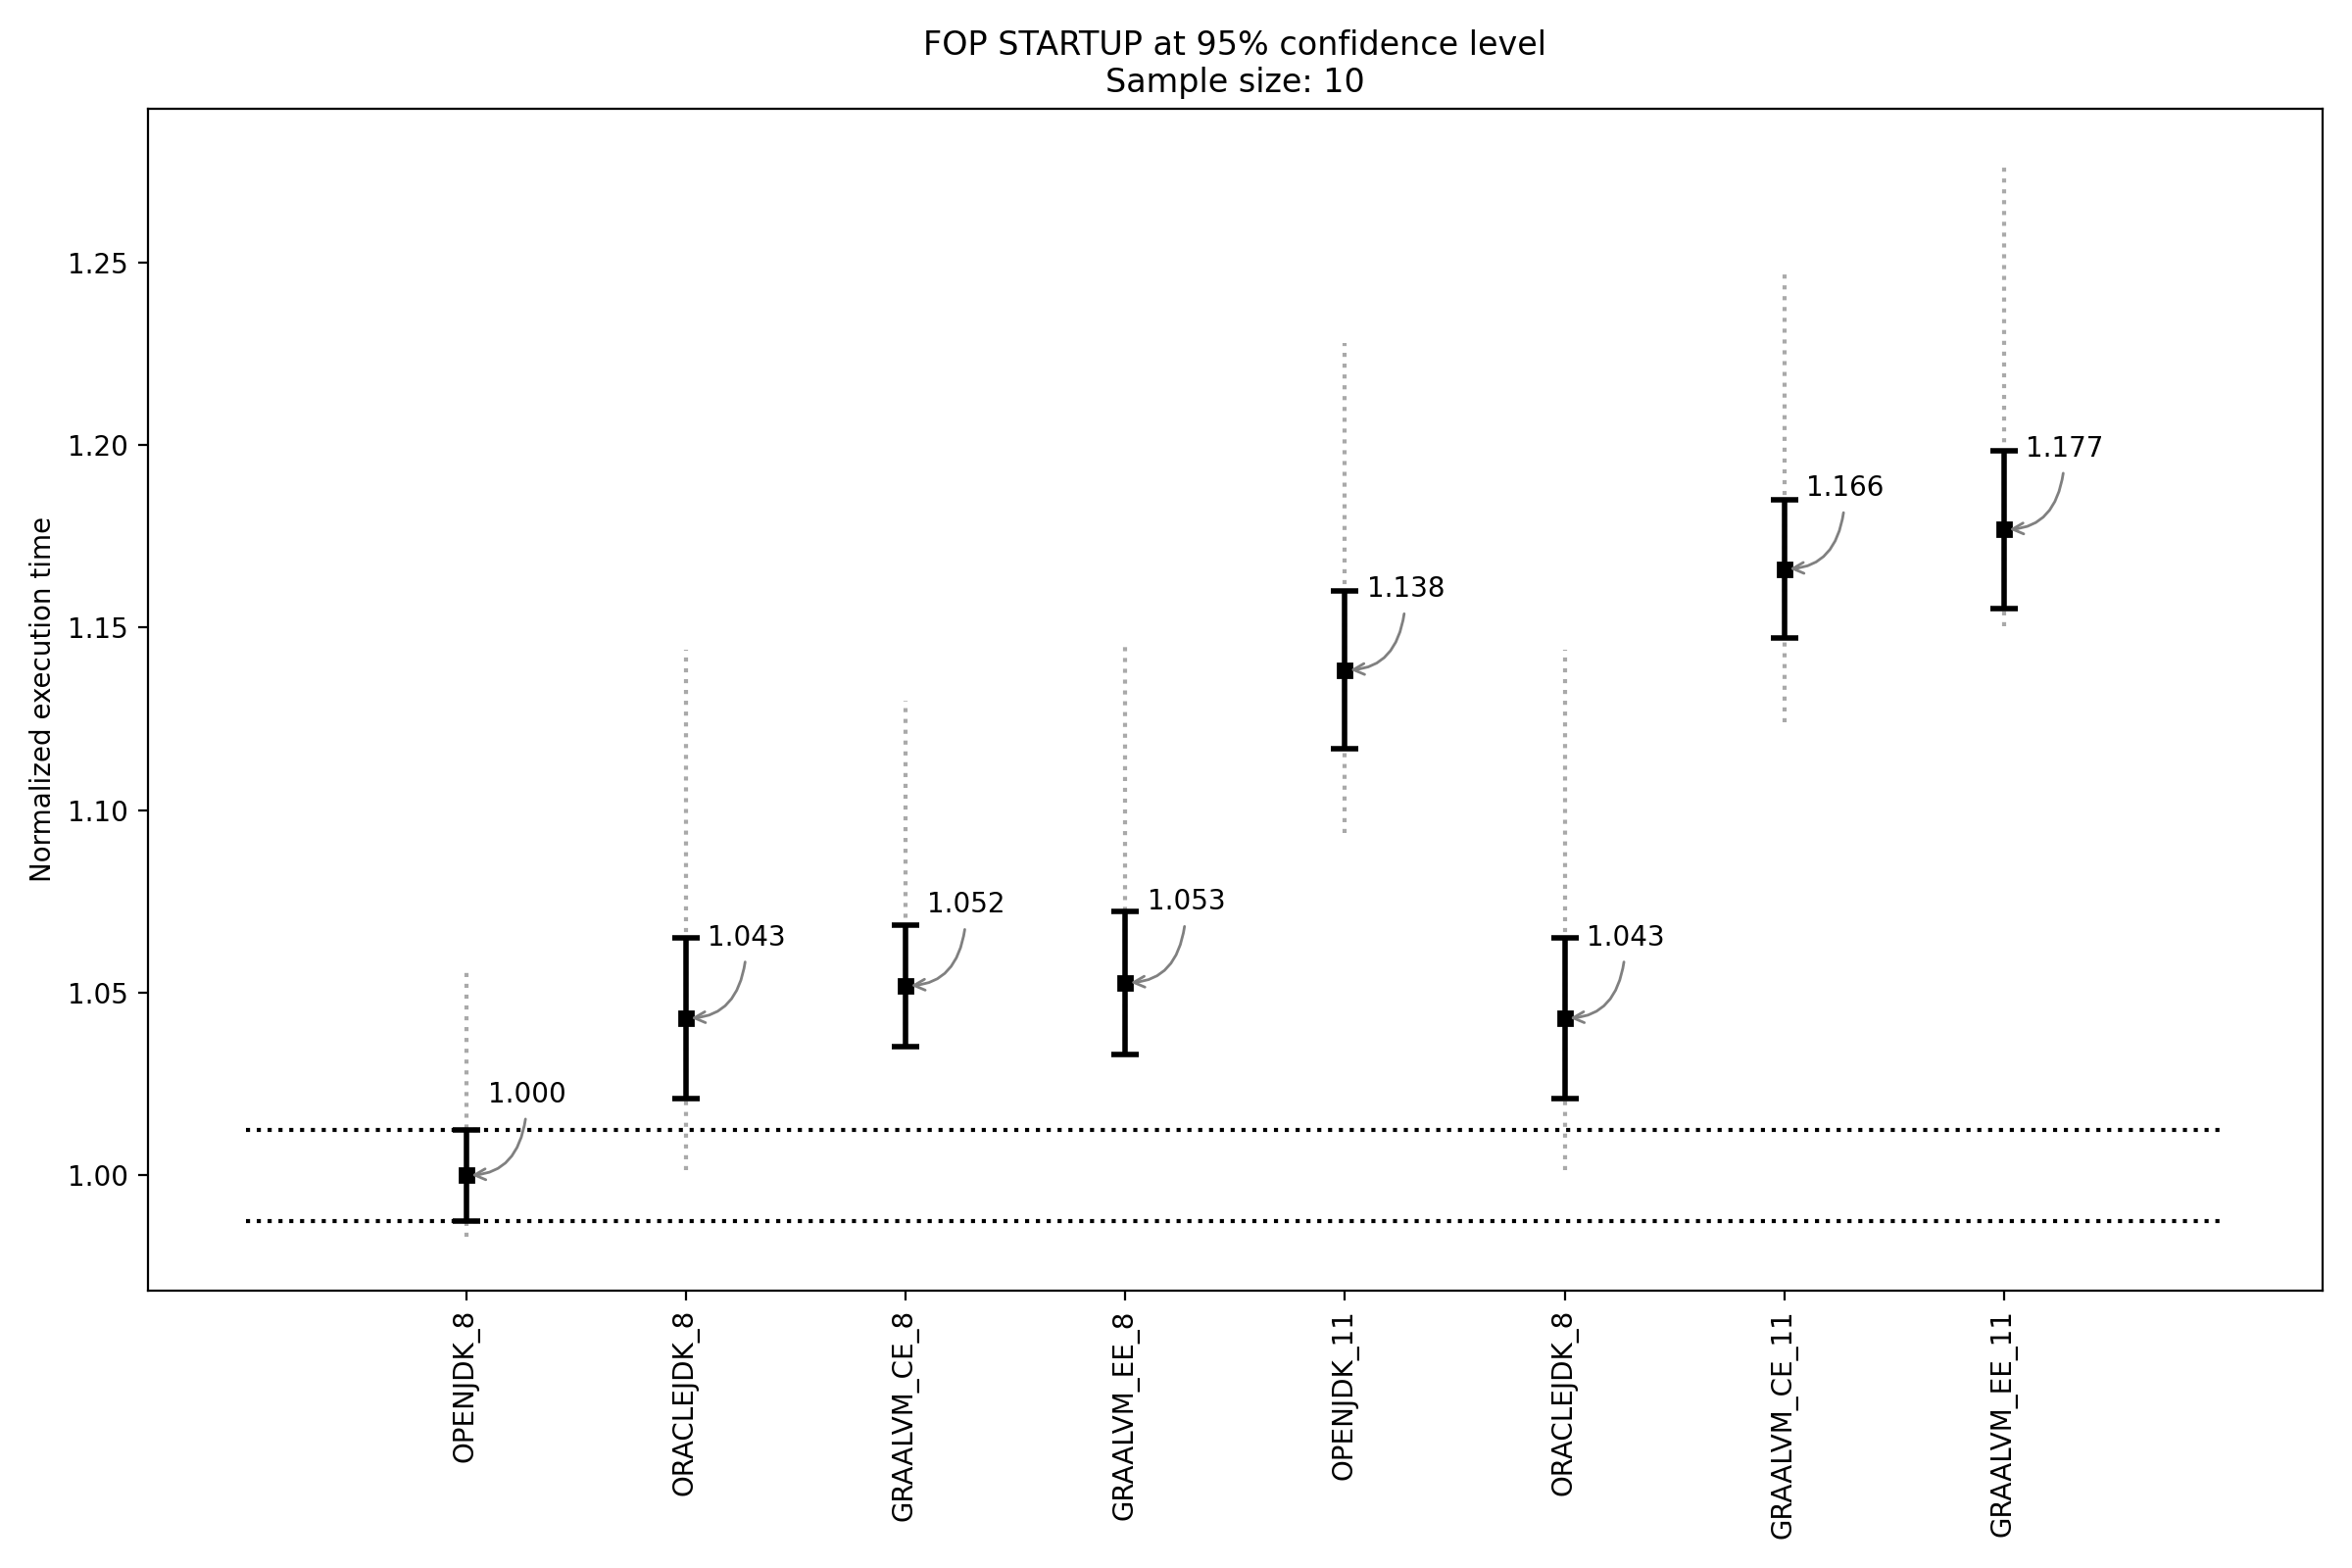 FOP STARTUP at 95% confidence level
Sample size: 10
Normalized execution time
1.25
1.20
1.15
1.10
1.05
1.00
1.000
1.043
1.052
1.053
1.138
1.043
1.166
1.177
OPENJDK_8
ORACLEJDK_8
GRAALVM_CE_8
GRAALVM_EE_8
OPENJDK_11
ORACLEJDK_8
GRAALVM_CE_11
GRAALVM_EE_11